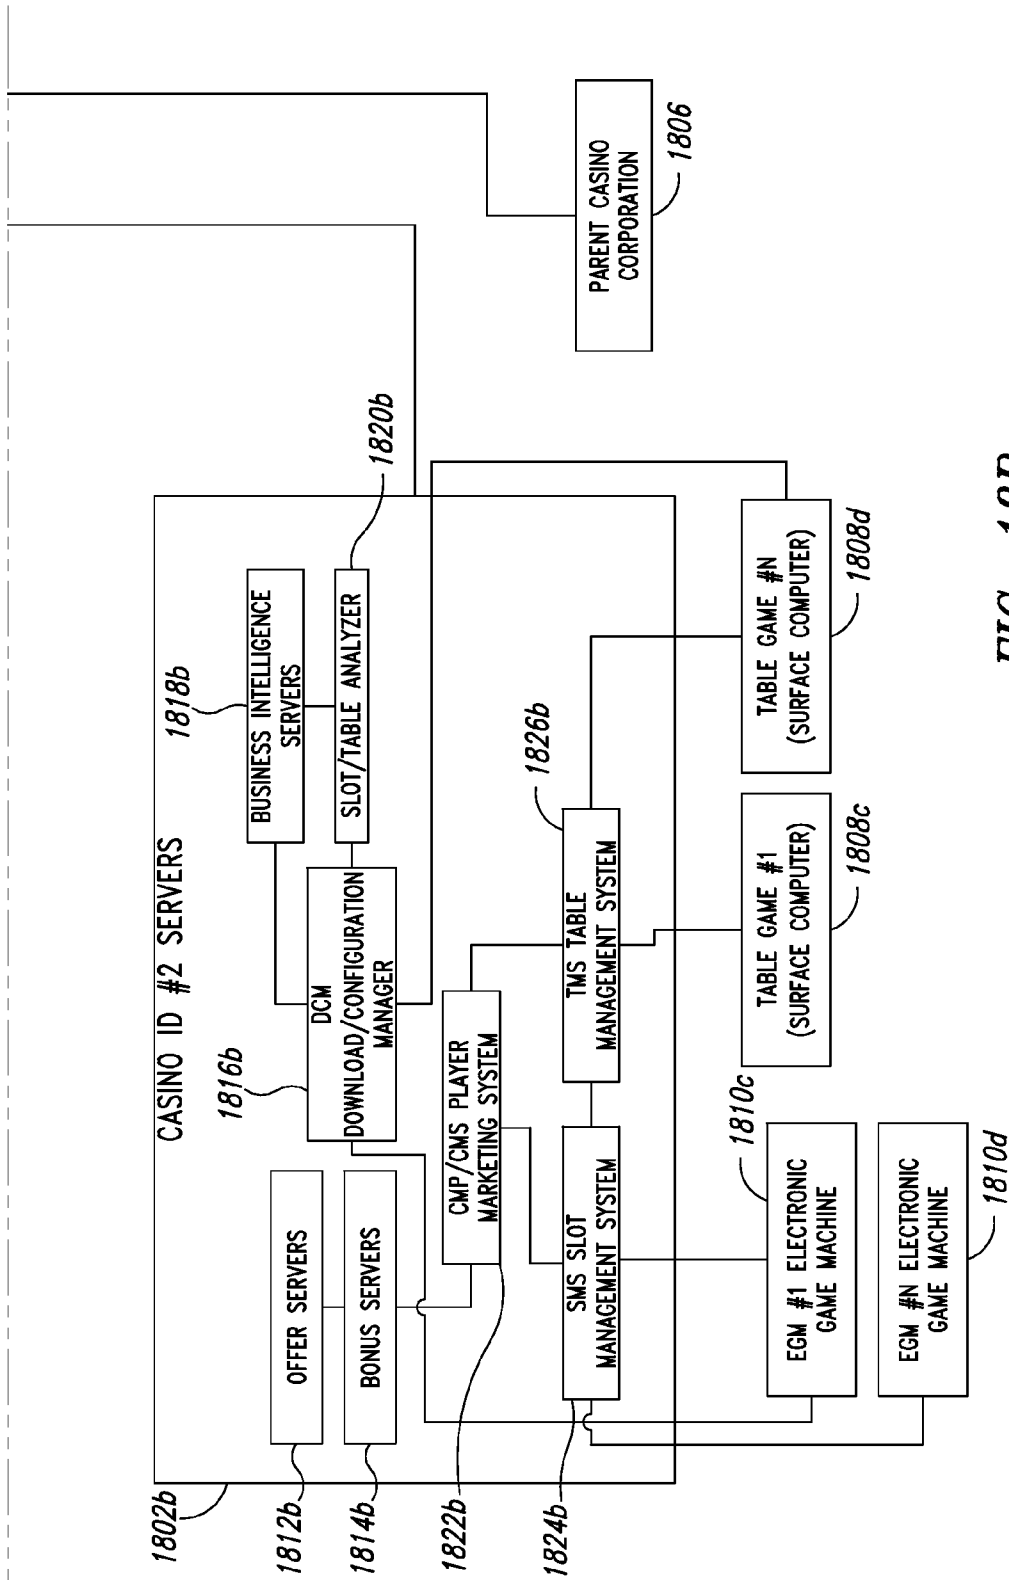 CASINO ID #2 SERVERS
1802b
OFFER SERVERS
1812b
BONUS SERVERS
1814b
1816b
DCM
DOWNLOAD/CONFIGURATION
MANAGER
1818b
BUSINESS INTELLIGENCE
SERVERS
SLOT/TABLE ANALYZER
1820b
CMP/CMS PLAYER
MARKETING SYSTEM
1822b
SMS SLOT
MANAGEMENT SYSTEM
1824b
TMS TABLE
MANAGEMENT SYSTEM
1826b
PARENT CASINO
CORPORATION
1806
EGM #1 ELECTRONIC
GAME MACHINE
1810c
EGM #N ELECTRONIC
GAME MACHINE
1810d
TABLE GAME #1
(SURFACE COMPUTER)
1808c
TABLE GAME #N
(SURFACE COMPUTER)
1808d